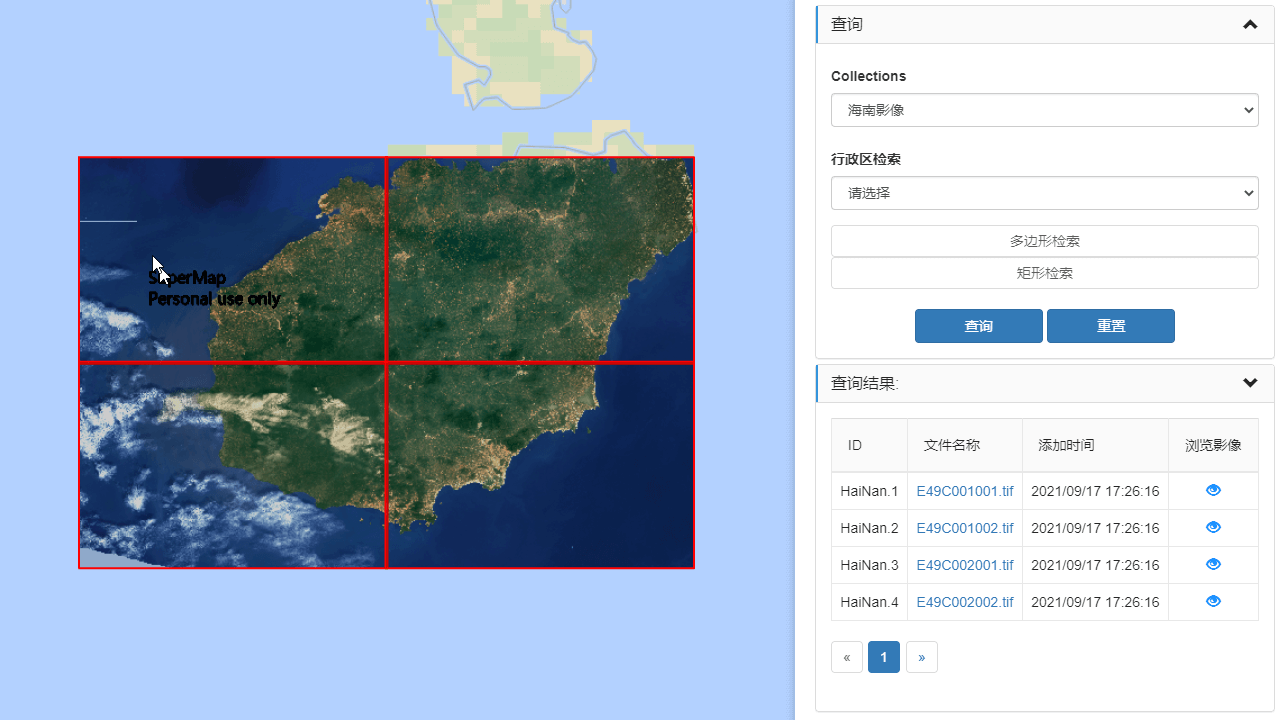 SuperMap
Personal use only
查询
Collections
海南影像
行政区检索
请选择
多边形检索
矩形检索
查询 重置
查询结果:
ID 文件名称 添加时间 浏览影像
HaiNan.1 E49C001001.tif 2021/09/17 17:26:16
HaiNan.2 E49C001002.tif 2021/09/17 17:26:16
HaiNan.3 E49C002001.tif 2021/09/17 17:26:16
HaiNan.4 E49C002002.tif 2021/09/17 17:26:16
« 1 »